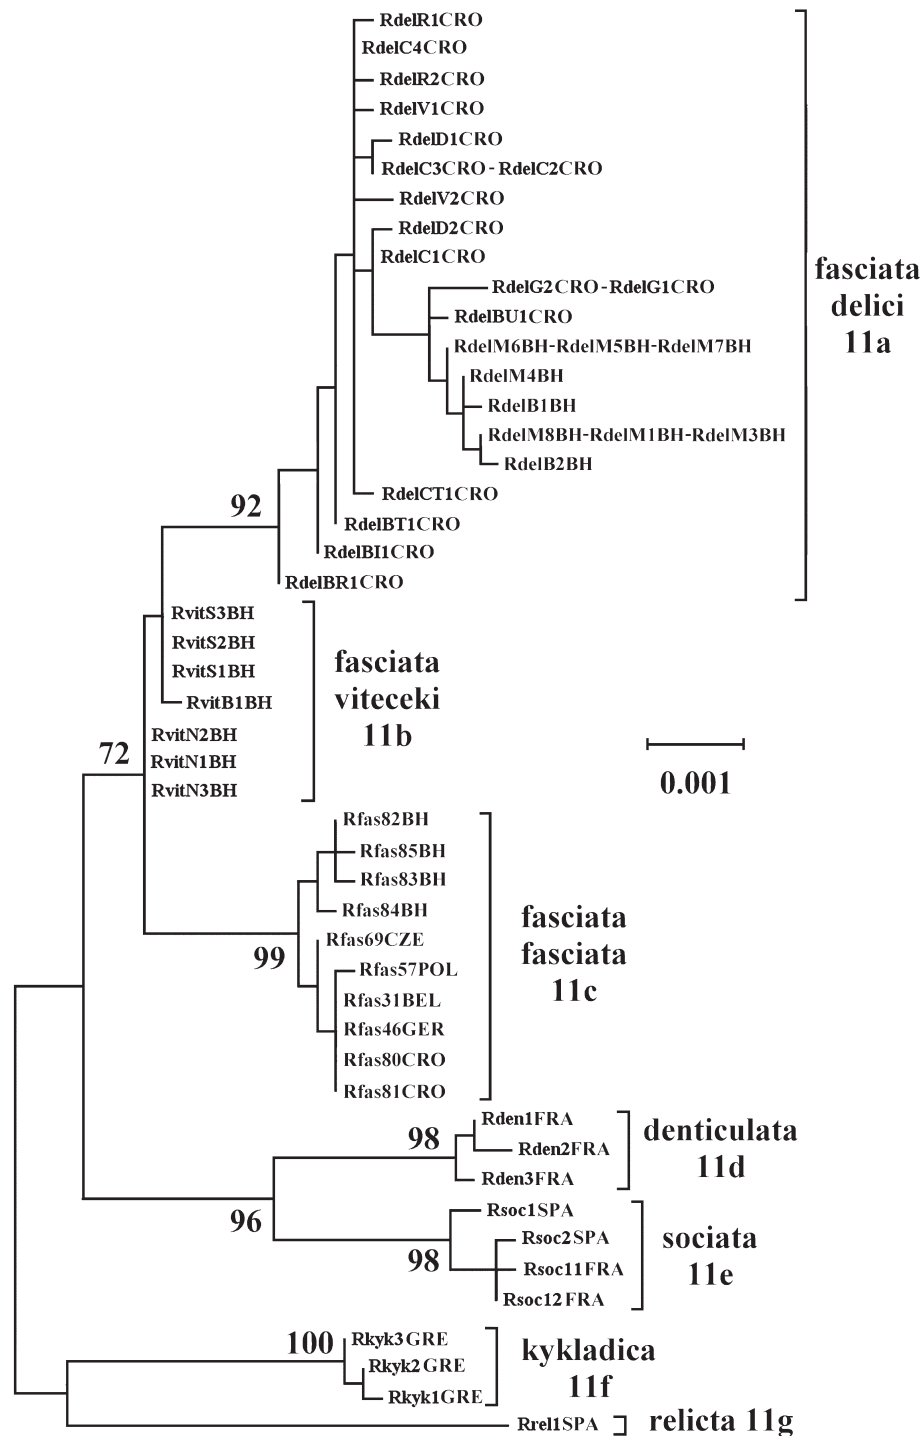 RdelR1CRO
RdelC4CRO
RdelR2CRO
RdelV1CRO
RdelD1CRO
RdelC3CRO-RdelC2CRO
RdelV2CRO
RdelD2CRO
RdelC1CRO
RdelG2CRO-RdelG1CRO
RdelBU1CRO
RdelM6BH-RdelM5BH-RdelM7BH
RdelM4BH
RdelB1BH
RdelM8BH-RdelM1BH-RdelM3BH
RdelB2BH
RdelCT1CRO
RdelBT1CRO
RdelBI1CRO
RdelBR1CRO
fasciata
delici
11a
92
RvitS3BH
RvitS2BH
RvitS1BH
RvitB1BH
RvitN2BH
RvitN1BH
RvitN3BH
fasciata
viteceki
11b
72
0.001
Rfas82BH
Rfas85BH
Rfas83BH
Rfas84BH
Rfas69CZE
Rfas57POL
Rfas31BEL
Rfas46GER
Rfas80CRO
Rfas81CRO
fasciata
fasciata
11c
99
Rden1FRA
Rden2FRA
Rden3FRA
denticulata
11d
98
96
Rsoc1SPA
Rsoc2SPA
Rsoc11FRA
Rsoc12FRA
sociata
11e
98
100
Rkyk3GRE
Rkyk2GRE
Rkyk1GRE
kykladica
11f
Rrel1SPA
relicta 11g